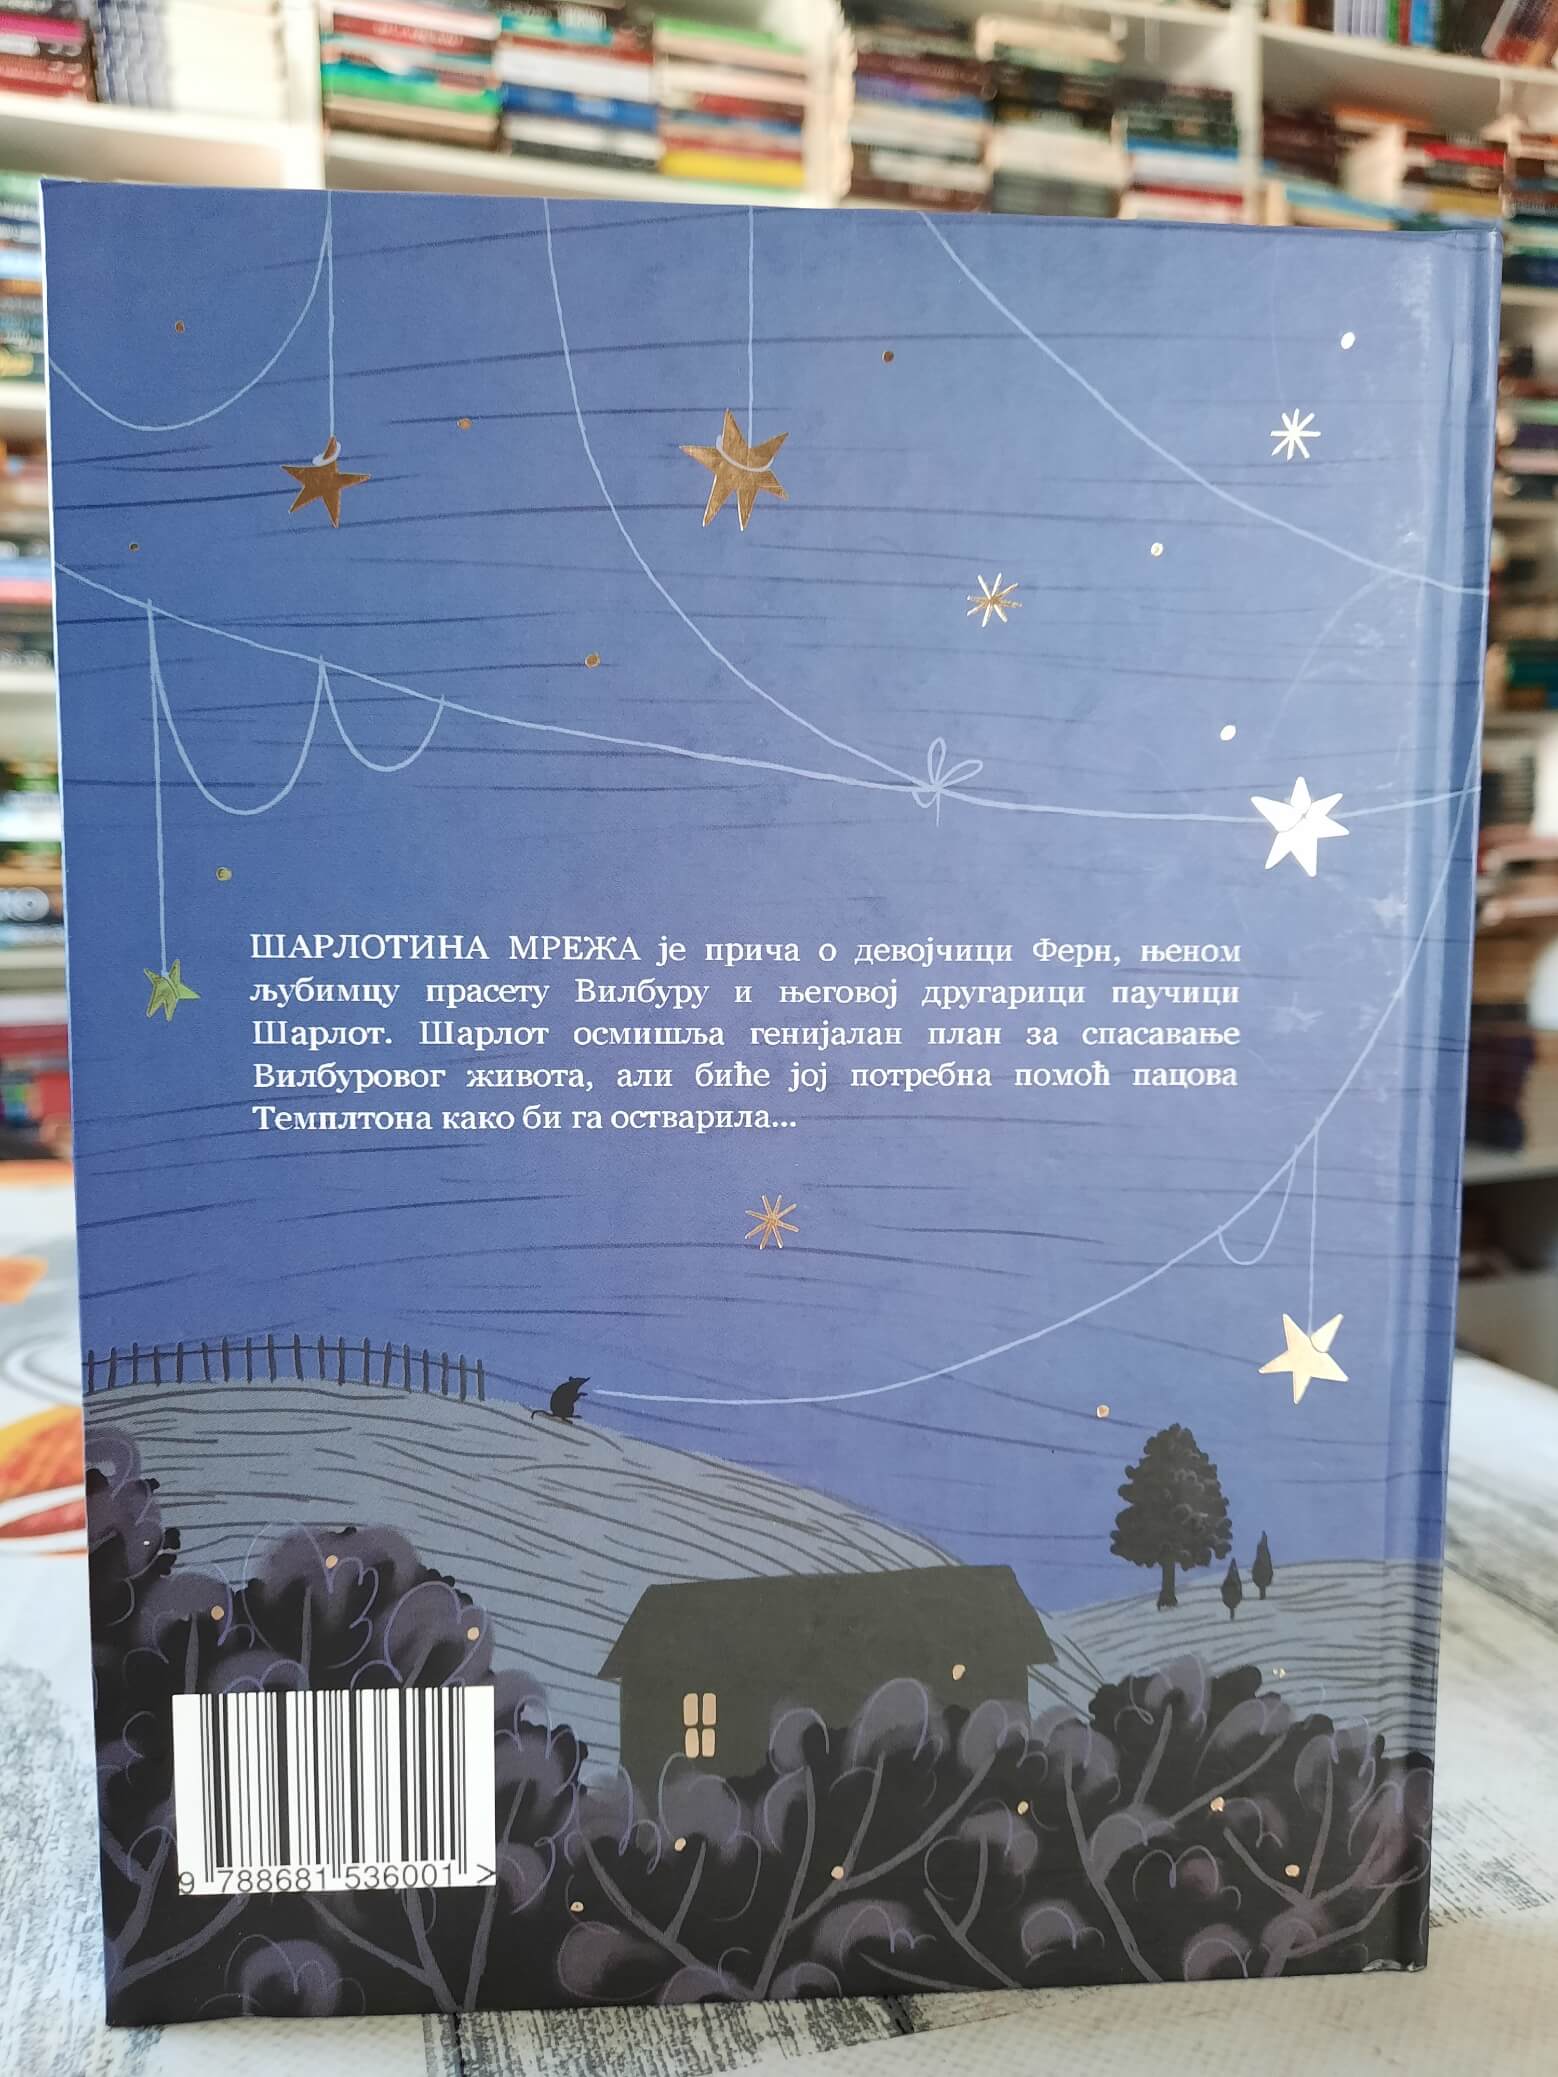 ШАРЛОТИНА МРЕЖА је прича о девојчици Ферн, њеном
љубимцу прасету Вилбуру и његовој другарици паучици
Шарлот. Шарлот осмишља генијалан план за спасавање
Вилбуровог живота, али биће јој потребна помоћ пацова
Темплтона како би га остварила...
9 788681 536001 >